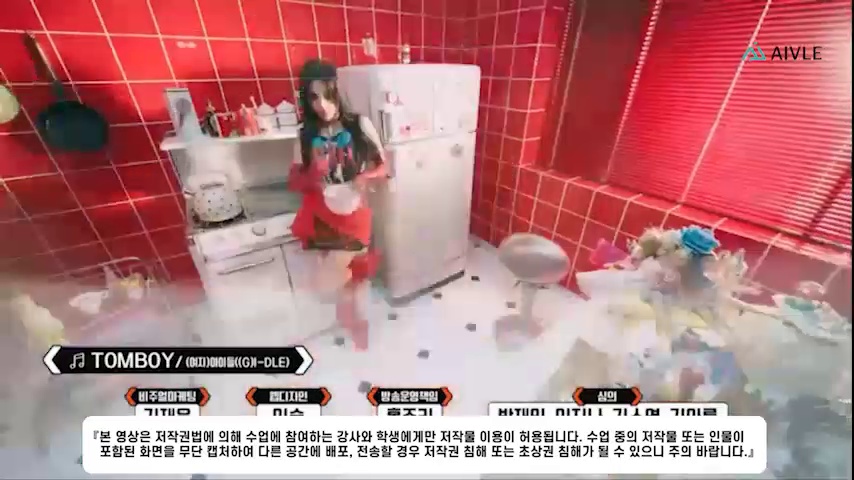 AIVLE
TOMBOY/(여자)아이들((G)I-DLE)
비주얼마케팅
캡디자인
방송운영책임
심의
『본 영상은 저작권법에 의해 수업에 참여하는 강사와 학생에게만 저작물 이용이 허용됩니다. 수업 중의 저작물 또는 인물이
포함된 화면을 무단 캡처하여 다른 공간에 배포, 전송할 경우 저작권 침해 또는 초상권 침해가 될 수 있으니 주의 바랍니다.』